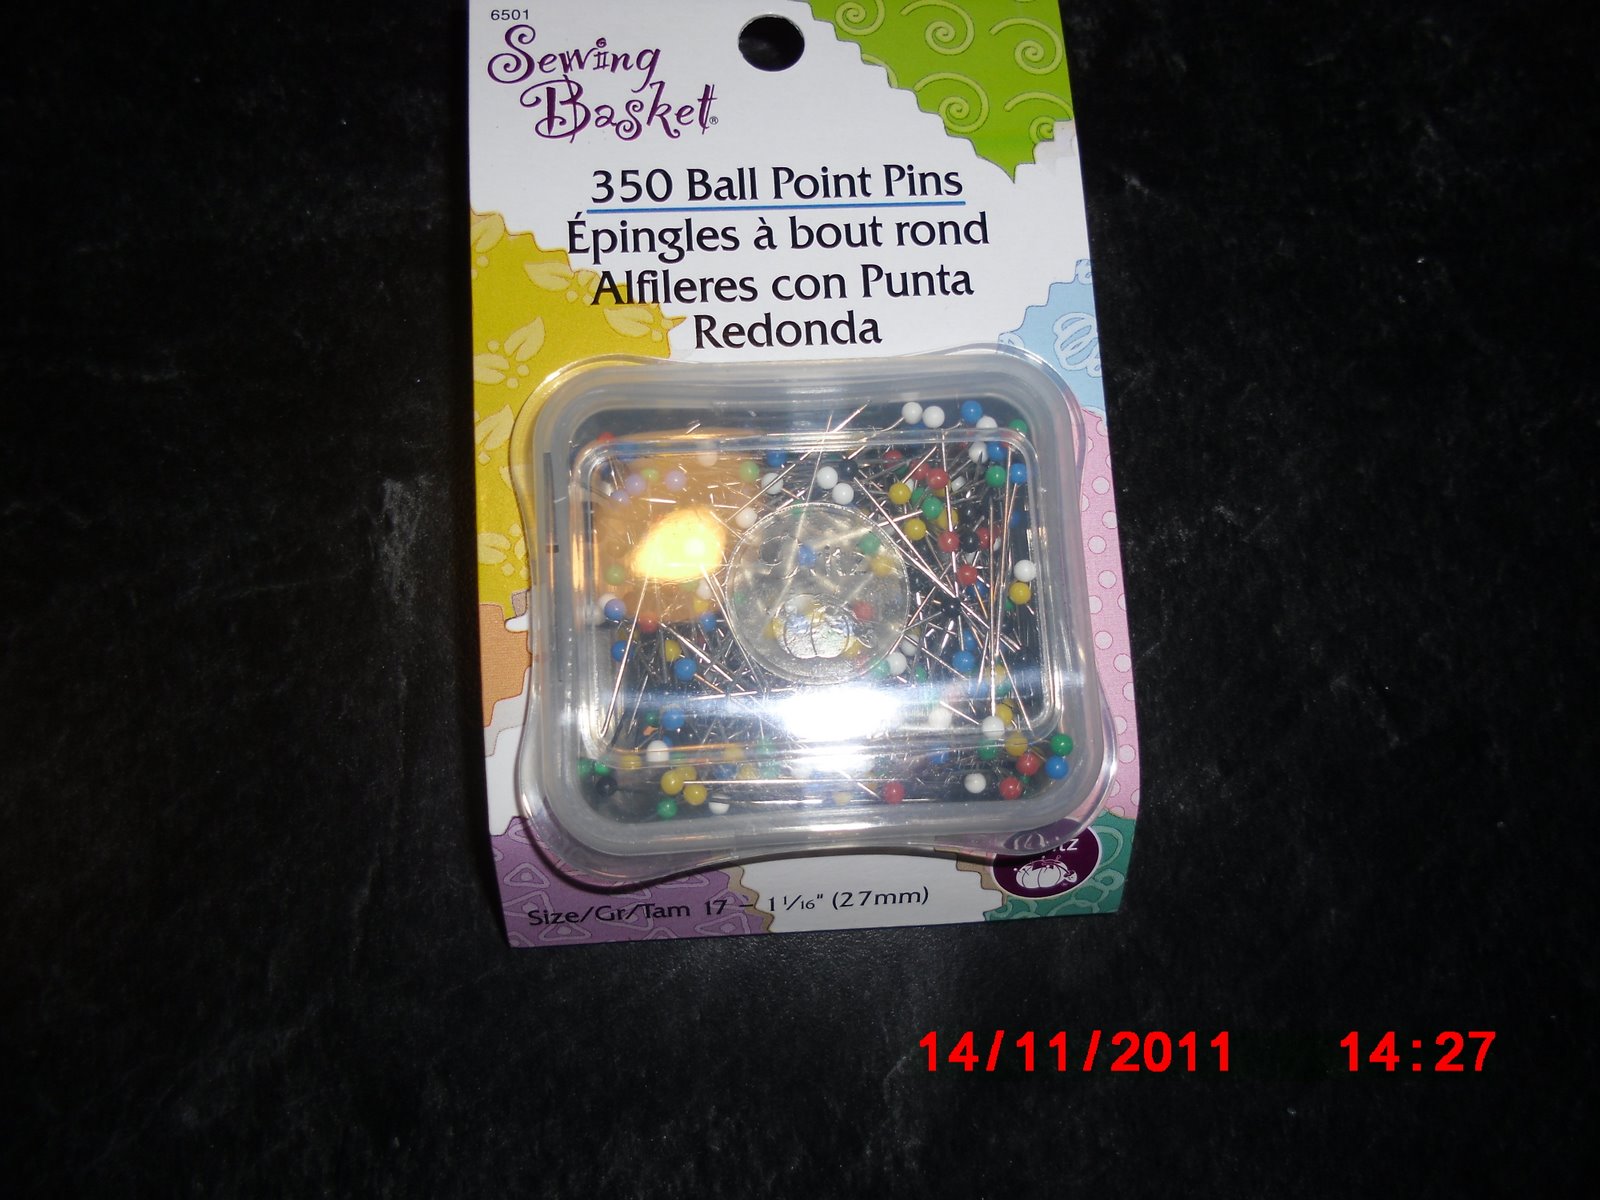 6501
Sewing
Basket®
350 Ball Point Pins
Épingles à bout rond
Alfileres con Punta
Redonda
Size/Gr/Tam 17 – 1 1/16" (27mm)
14/11/2011 14:27